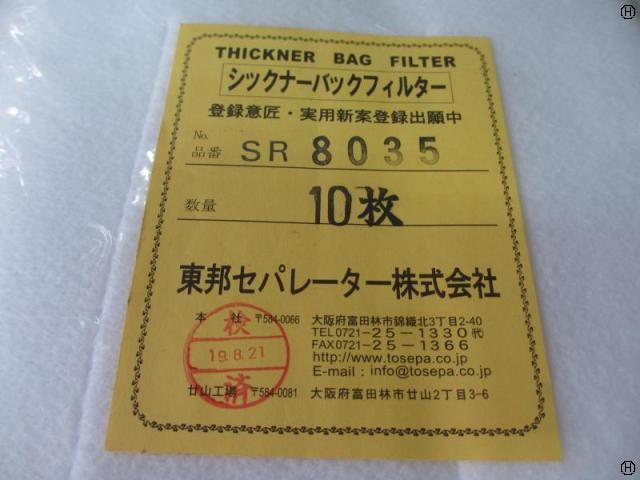 THICKNER BAG FILTER
シックナーバックフィルター
登録意匠・実用新案登録出願中
No.
品番 SR 8035
数量 10枚
東邦セパレーター株式会社
本社 〒584-0066 大阪府富田林市錦織北3丁目2-40
TEL0721-25-1330㈹
FAX0721-25-1366
http://www.tosepa.co.jp
E-mail : info@tosepa.co.jp
検
19.8.21
済
廿山工場 〒584-0081 大阪府富田林市廿山2丁目3-6
H
H